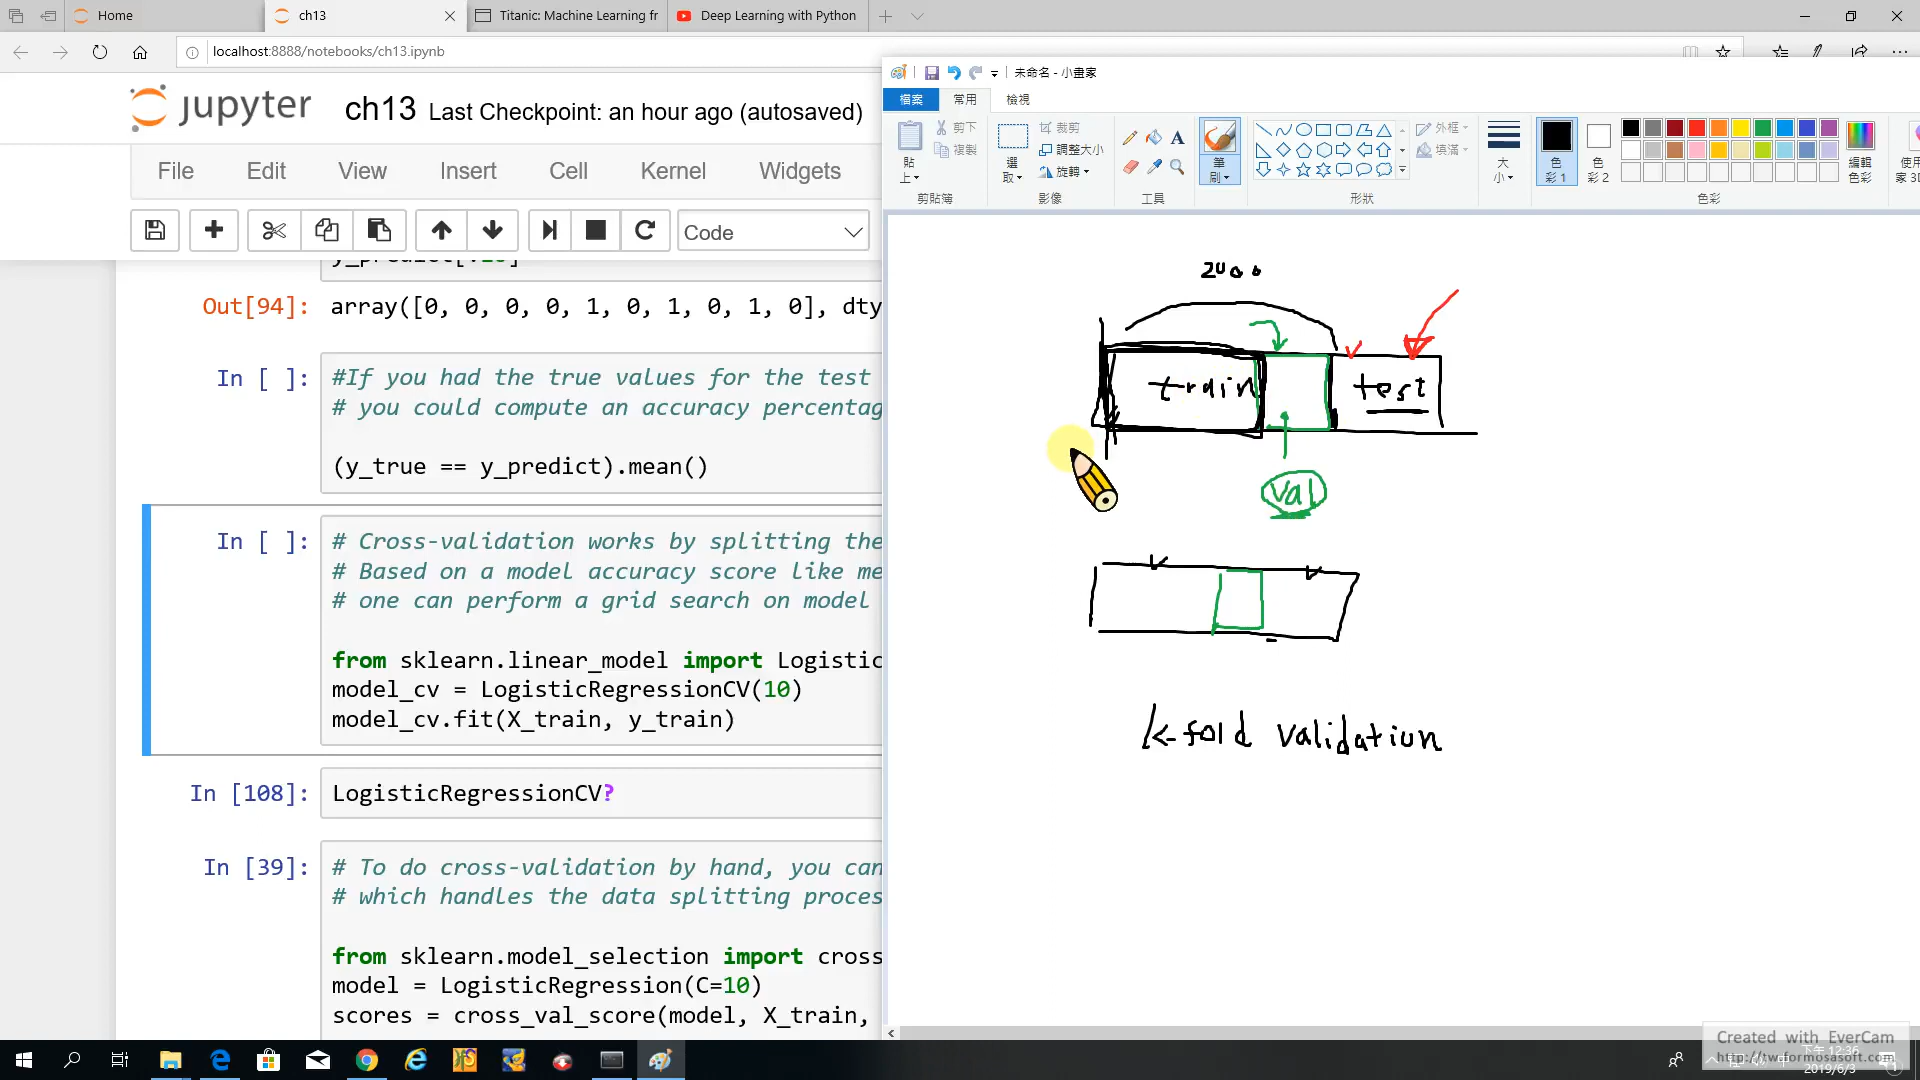 Home
ch13
Titanic: Machine Learning fr
Deep Learning with Python
localhost:8888/notebooks/ch13.ipynb
jupyter ch13 Last Checkpoint: an hour ago (autosaved)
File Edit View Insert Cell Kernel Widgets
Code
Out[94]: array([0, 0, 0, 0, 1, 0, 1, 0, 1, 0], dty
In [ ]: #If you had the true values for the test
# you could compute an accuracy percentag
(y_true == y_predict).mean()
In [ ]: # Cross-validation works by splitting the
# Based on a model accuracy score like me
# one can perform a grid search on model
from sklearn.linear_model import Logistic
model_cv = LogisticRegressionCV(10)
model_cv.fit(X_train, y_train)
In [108]: LogisticRegressionCV?
In [39]: # To do cross-validation by hand, you can
# which handles the data splitting proces
from sklearn.model_selection import cross
model = LogisticRegression(C=10)
scores = cross_val_score(model, X_train,
未命名 - 小畫家
檔案 常用 檢視
貼上
剪下
複製
剪貼簿
選取
裁剪
調整大小
旋轉
影像
工具
筆刷
外框
填滿
形狀
大小
色彩 1
色彩 2
編輯色彩
色彩
2000
train
test
val
k-fold validation
Created with EverCam
http://tw.formosasoft.com
下午 12:36
2019/6/3